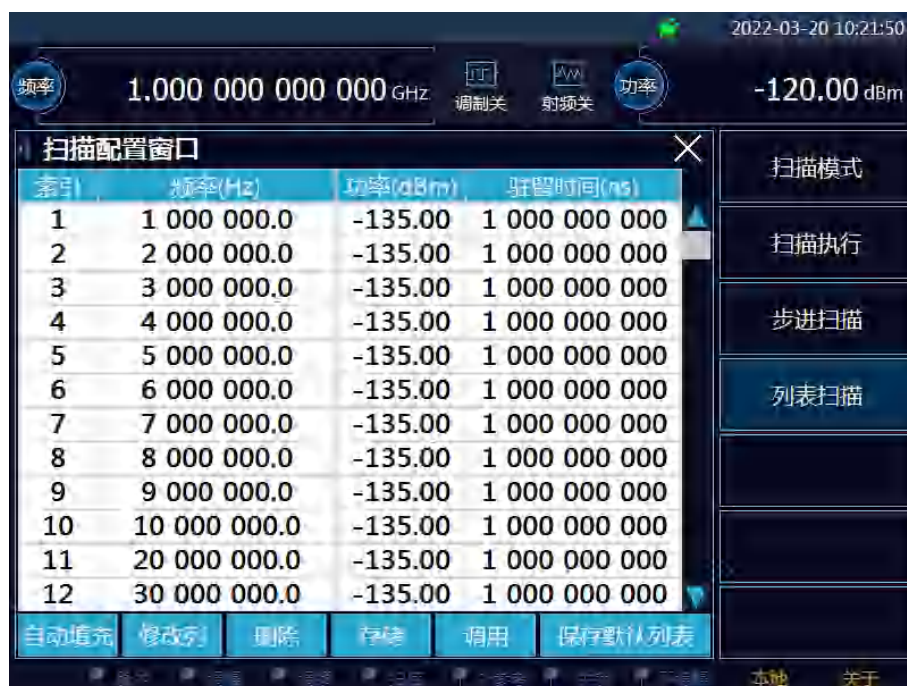 2022-03-20 10:21:50
频率 1.000 000 000 000 GHz 调制关 射频关 功率 -120.00 dBm
扫描配置窗口
索引 频率(Hz) 功率(dBm) 驻留时间(ns)
1 1 000 000.0 -135.00 1 000 000 000
2 2 000 000.0 -135.00 1 000 000 000
3 3 000 000.0 -135.00 1 000 000 000
4 4 000 000.0 -135.00 1 000 000 000
5 5 000 000.0 -135.00 1 000 000 000
6 6 000 000.0 -135.00 1 000 000 000
7 7 000 000.0 -135.00 1 000 000 000
8 8 000 000.0 -135.00 1 000 000 000
9 9 000 000.0 -135.00 1 000 000 000
10 10 000 000.0 -135.00 1 000 000 000
11 20 000 000.0 -135.00 1 000 000 000
12 30 000 000.0 -135.00 1 000 000 000
自动填充 修改列 删除 存储 调用 保存默认列表
扫描模式
扫描执行
步进扫描
列表扫描
本地 关于